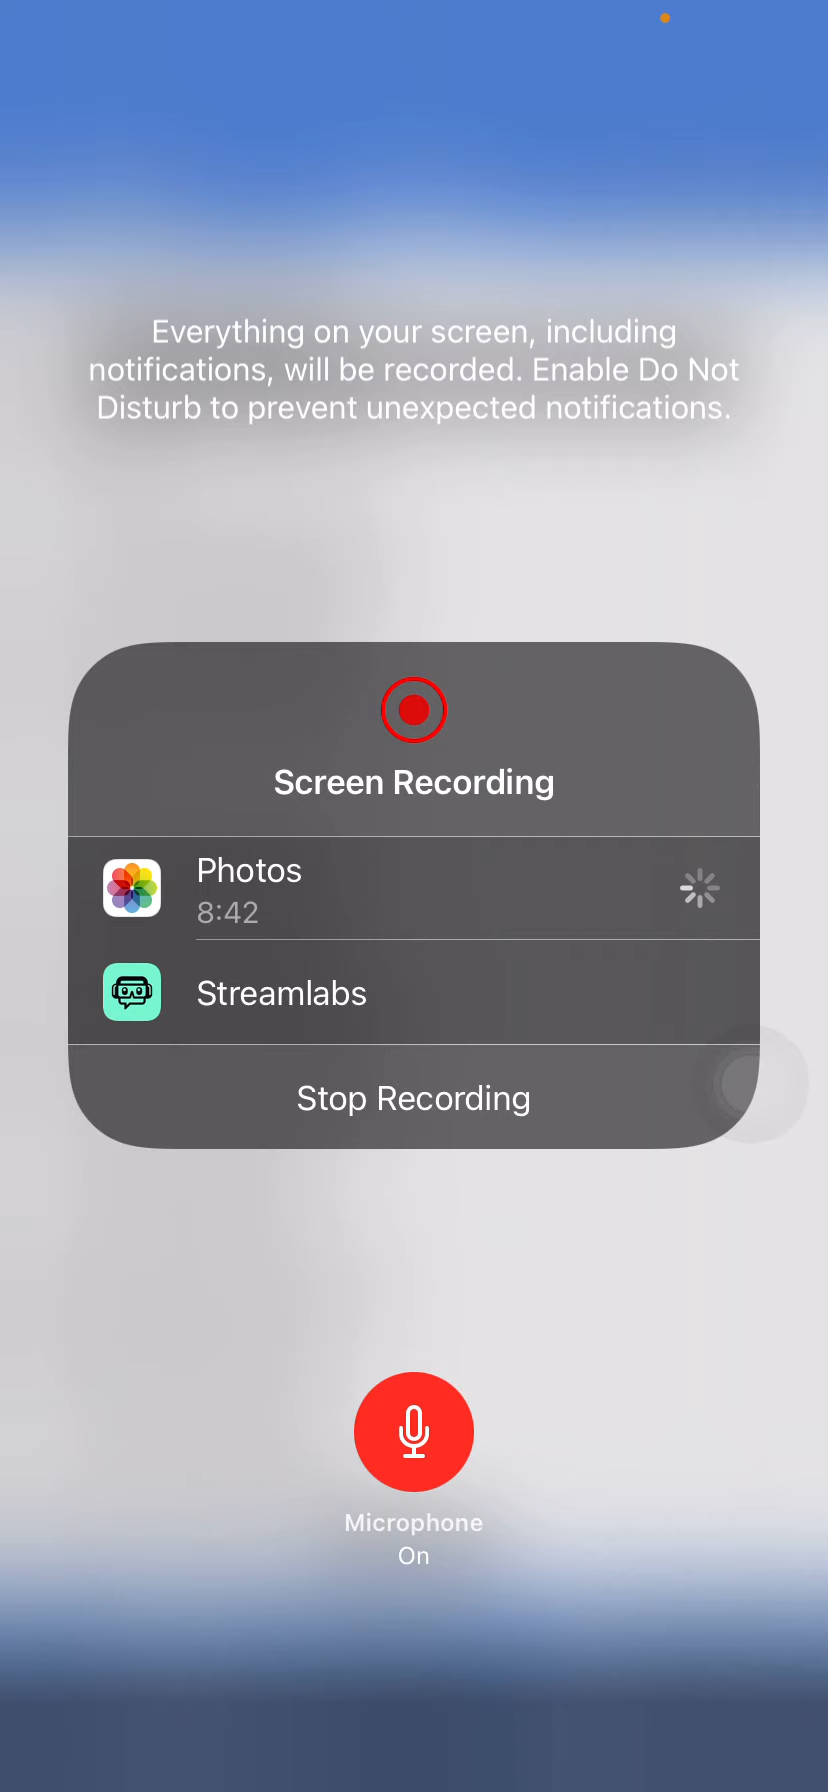 Everything on your screen, including
notifications, will be recorded. Enable Do Not
Disturb to prevent unexpected notifications.
Screen Recording
Photos
8:42
Streamlabs
Stop Recording
Microphone
On